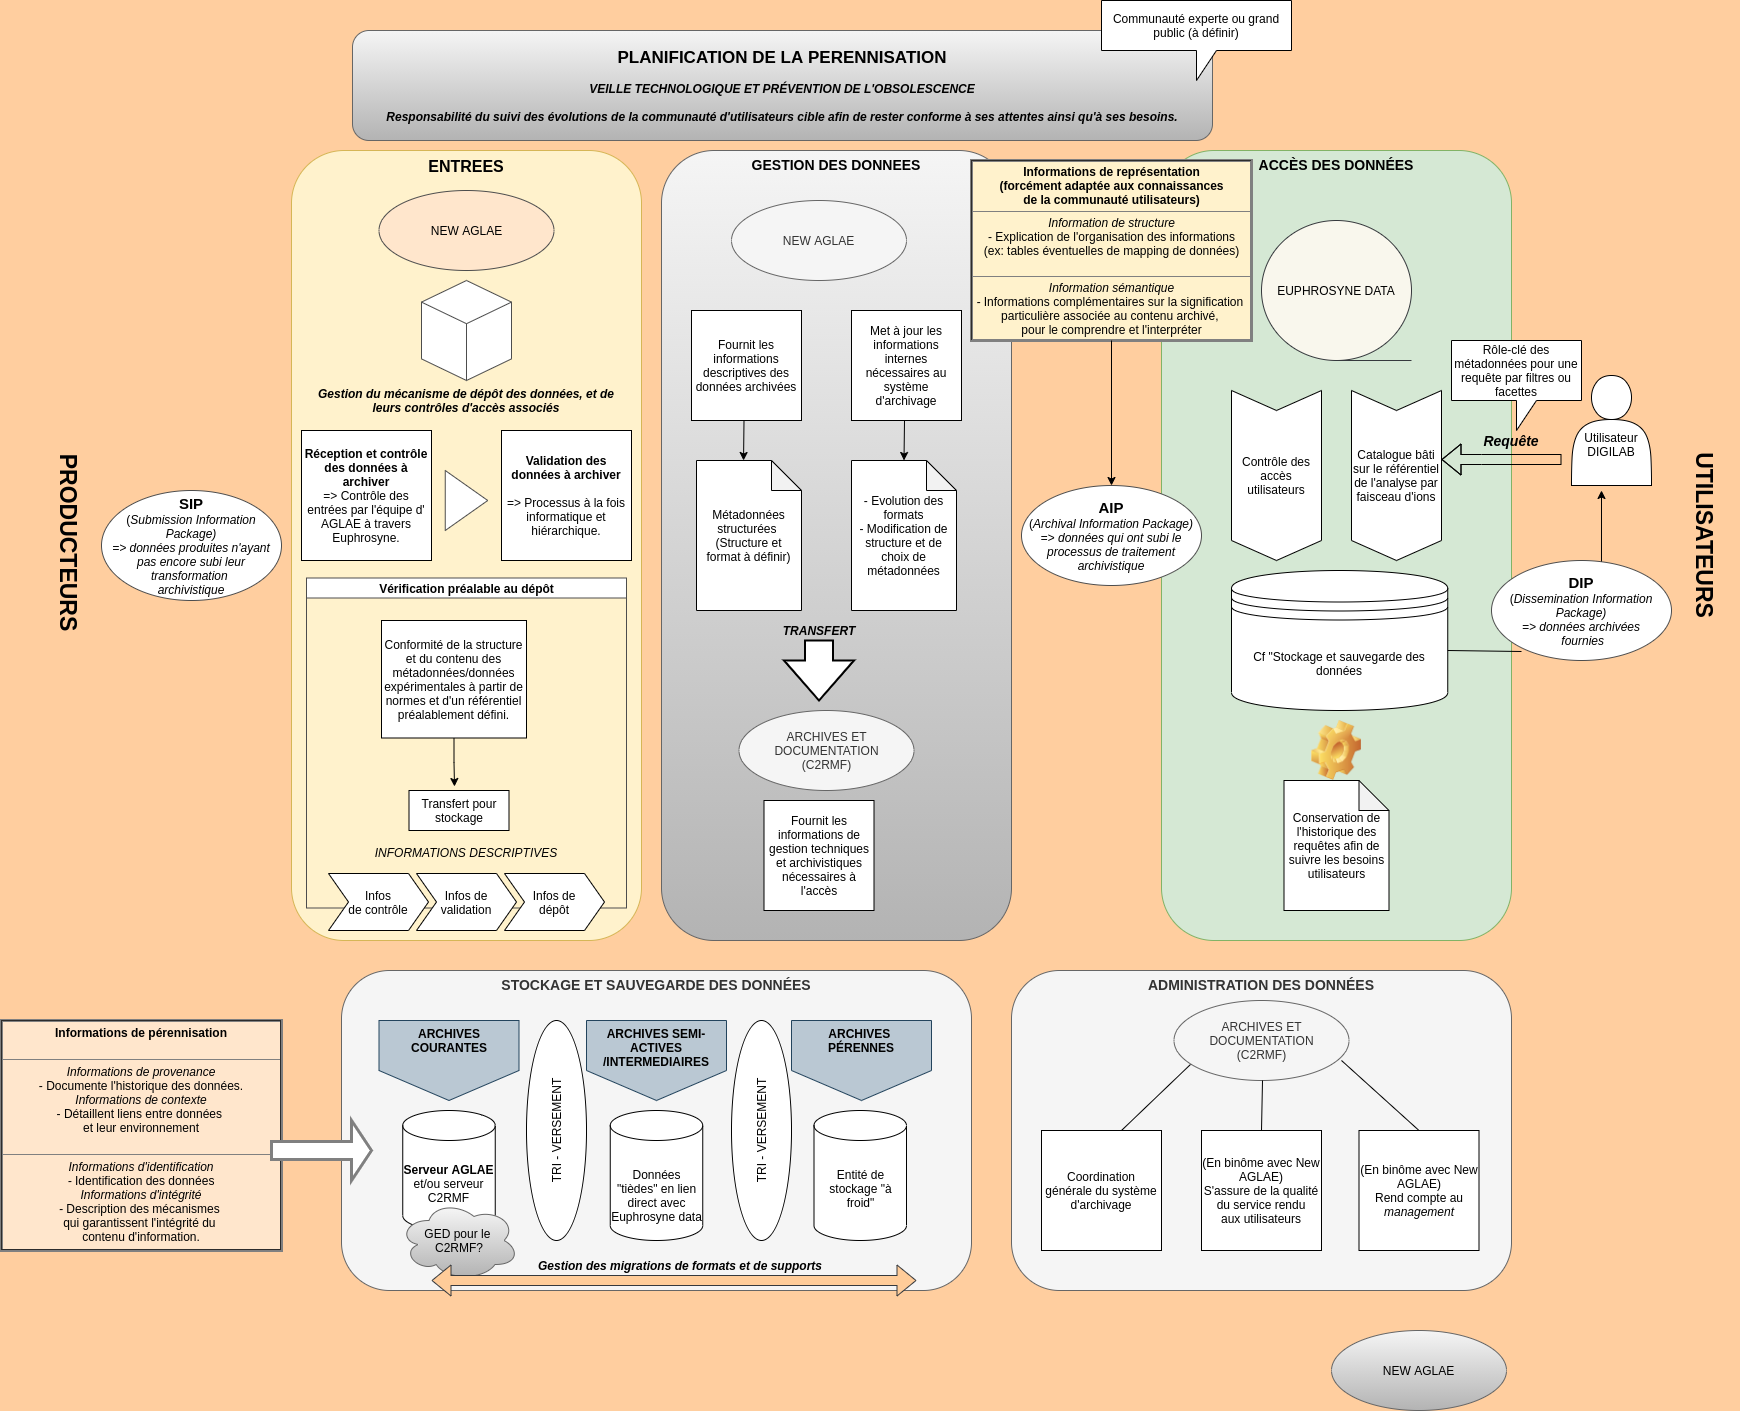 Communauté experte ou grand
public (à définir)
PLANIFICATION DE LA PERENNISATION
VEILLE TECHNOLOGIQUE ET PRÉVENTION DE L'OBSOLESCENCE
Responsabilité du suivi des évolutions de la communauté d'utilisateurs cible afin de rester conforme à ses attentes ainsi qu'à ses besoins.
PRODUCTEURS
SIP
(Submission Information
Package)
=> données produites n'ayant
pas encore subi leur
transformation
archivistique
ENTREES
NEW AGLAE
Gestion du mécanisme de dépôt des données, et de
leurs contrôles d'accès associés
Réception et contrôle
des données à
archiver
=> Contrôle des
entrées par l'équipe d'
AGLAE à travers
Euphrosyne.
Validation des
données à archiver
=> Processus à la fois
informatique et
hiérarchique.
Vérification préalable au dépôt
Conformité de la structure
et du contenu des
métadonnées/données
expérimentales à partir de
normes et d'un référentiel
préalablement défini.
Transfert pour
stockage
INFORMATIONS DESCRIPTIVES
Infos
de contrôle
Infos de
validation
Infos de
dépôt
GESTION DES DONNEES
NEW AGLAE
Fournit les
informations
descriptives des
données archivées
Met à jour les
informations
internes
nécessaires au
système
d'archivage
Métadonnées
structurées
(Structure et
format à définir)
- Evolution des
formats
- Modification de
structure et de
choix de
métadonnées
TRANSFERT
ARCHIVES ET
DOCUMENTATION
(C2RMF)
Fournit les
informations de
gestion techniques
et archivistiques
nécessaires à
l'accès
Informations de représentation
(forcément adaptée aux connaissances
de la communauté utilisateurs)
Information de structure
- Explication de l'organisation des informations
(ex: tables éventuelles de mapping de données)
Information sémantique
- Informations complémentaires sur la signification
particulière associée au contenu archivé,
pour le comprendre et l'interpréter
AIP
(Archival Information Package)
=> données qui ont subi le
processus de traitement
archivistique
ACCÈS DES DONNÉES
EUPHROSYNE DATA
Rôle-clé des
métadonnées pour une
requête par filtres ou
facettes
Requête
Utilisateur
DIGILAB
Contrôle des
accès
utilisateurs
Catalogue bâti
sur le référentiel
de l'analyse par
faisceau d'ions
Cf "Stockage et sauvegarde des
données
Conservation de
l'historique des
requêtes afin de
suivre les besoins
utilisateurs
DIP
(Dissemination Information
Package)
=> données archivées
fournies
UTILISATEURS
Informations de pérennisation
Informations de provenance
- Documente l'historique des données.
Informations de contexte
- Détaillent liens entre données
et leur environnement
Informations d'identification
- Identification des données
Informations d'intégrité
- Description des mécanismes
qui garantissent l'intégrité du
contenu d'information.
STOCKAGE ET SAUVEGARDE DES DONNÉES
ARCHIVES
COURANTES
TRI - VERSEMENT
ARCHIVES SEMI-
ACTIVES
/INTERMEDIAIRES
TRI - VERSEMENT
ARCHIVES
PÉRENNES
Serveur AGLAE
et/ou serveur
C2RMF
GED pour le
C2RMF?
Données
"tièdes" en lien
direct avec
Euphrosyne data
Entité de
stockage "à
froid"
Gestion des migrations de formats et de supports
ADMINISTRATION DES DONNÉES
ARCHIVES ET
DOCUMENTATION
(C2RMF)
Coordination
générale du système
d'archivage
(En binôme avec New
AGLAE)
S'assure de la qualité
du service rendu
aux utilisateurs
(En binôme avec New
AGLAE)
Rend compte au
management
NEW AGLAE